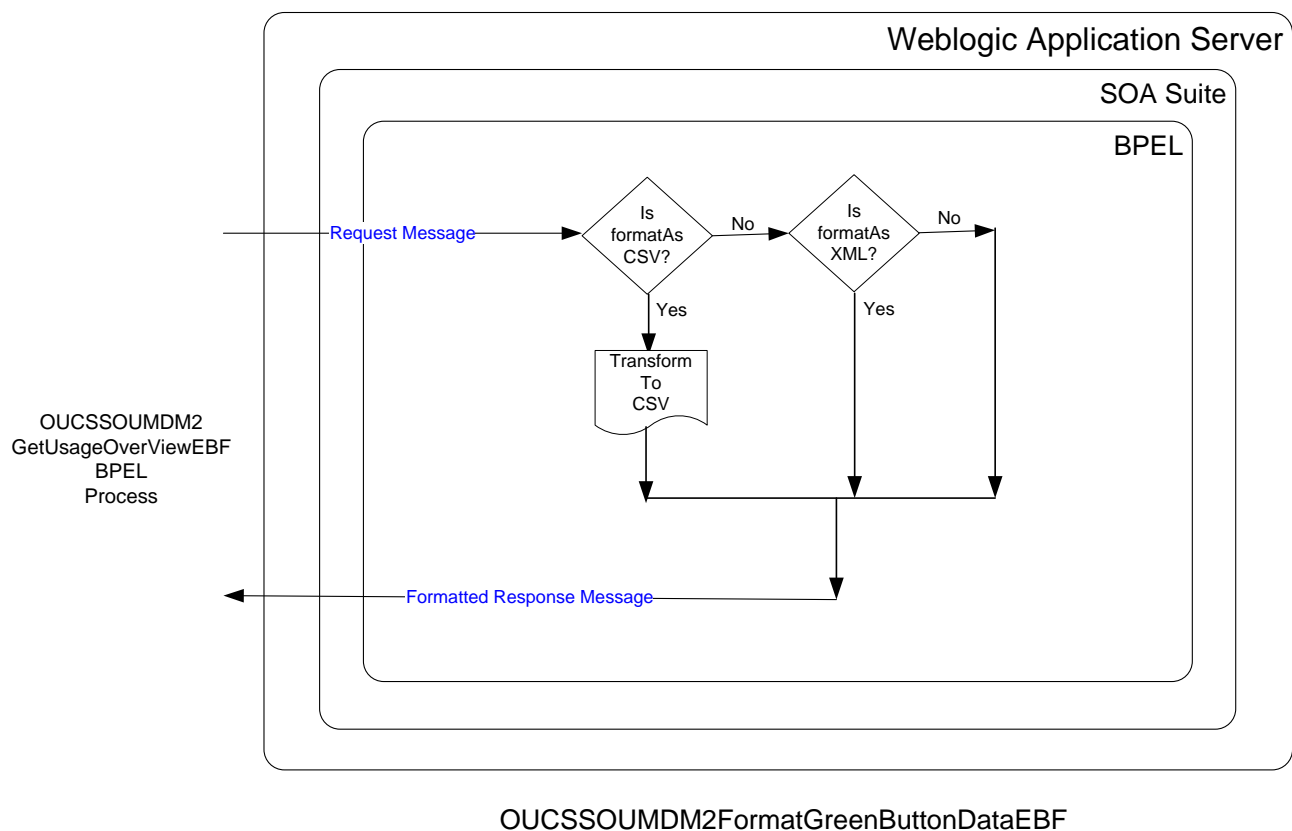 Weblogic Application Server
SOA Suite
BPEL
Request Message
Is
formatAs
CSV?
No
Is
formatAs
XML?
No
Yes
Yes
Transform
To
CSV
OUCSSOUMDM2
GetUsageOverViewEBF
BPEL
Process
Formatted Response Message
OUCSSOUMDM2FormatGreenButtonDataEBF